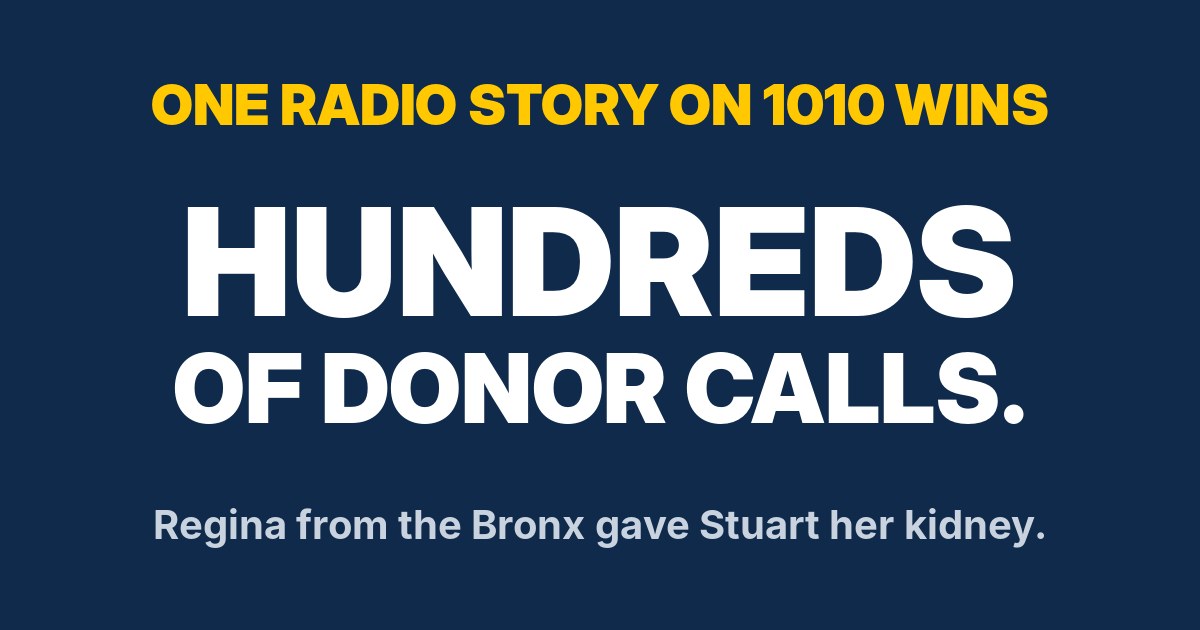 ONE RADIO STORY ON 1010 WINS
HUNDREDS
OF DONOR CALLS.
Regina from the Bronx gave Stuart her kidney.